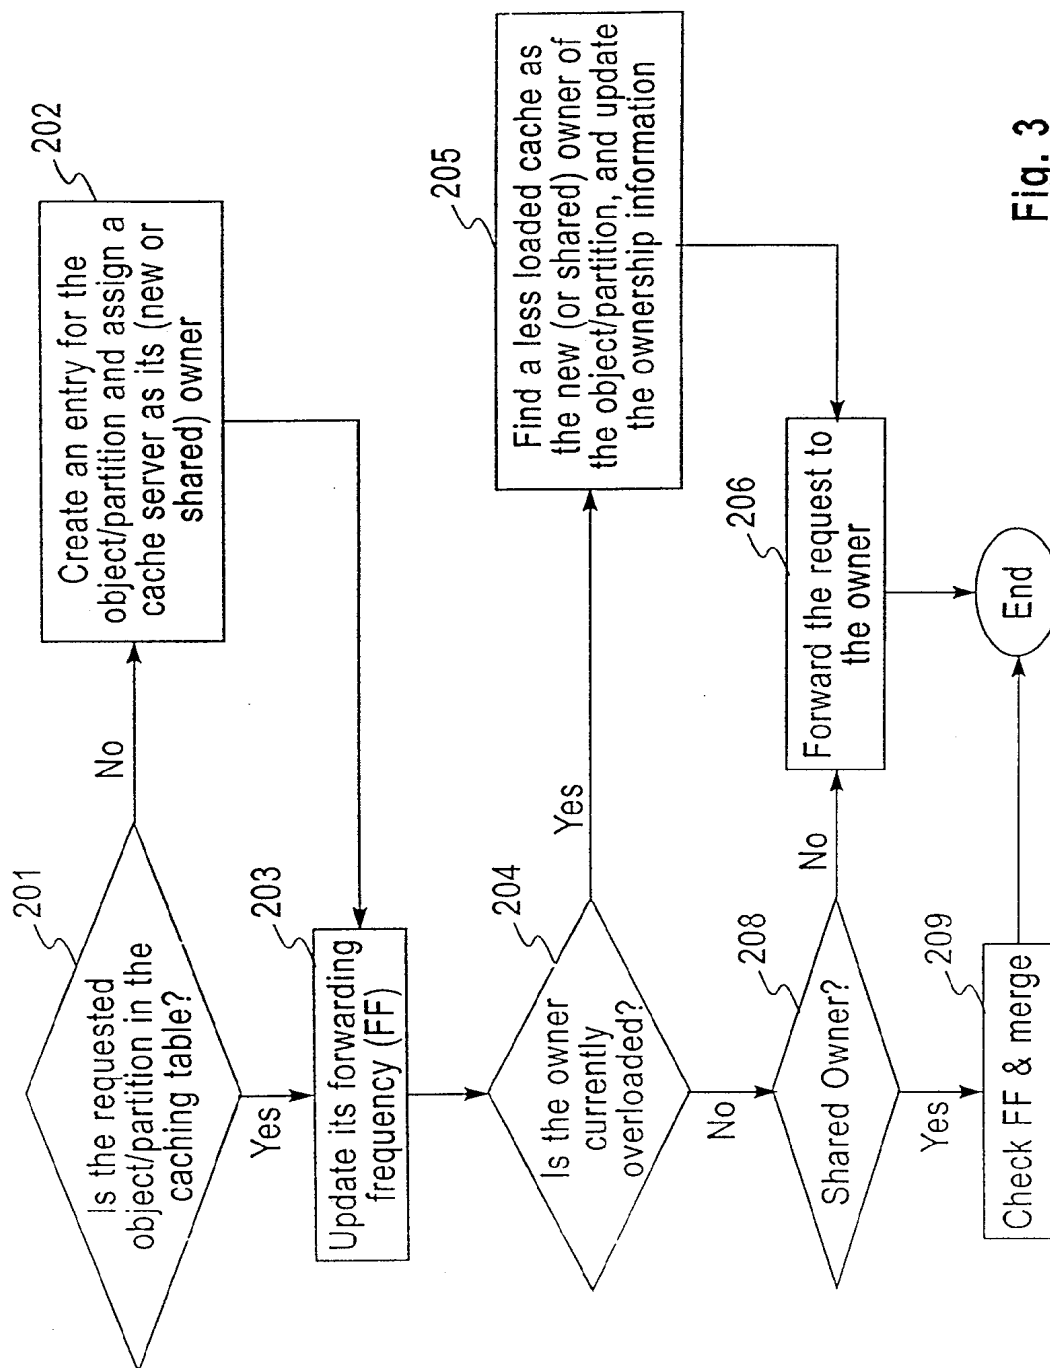 201
Is the requested
object/partition in the
caching table?
No
202
Create an entry for the
object/partition and assign a
cache server as its (new or
shared) owner
Yes
203
Update its forwarding
frequency (FF)
204
Is the owner
currently
overloaded?
Yes
205
Find a less loaded cache as
the new (or shared) owner of
the object/partition, and update
the ownership information
No
208
Shared Owner?
No
206
Forward the request to
the owner
Yes
209
Check FF & merge
End
Fig. 3